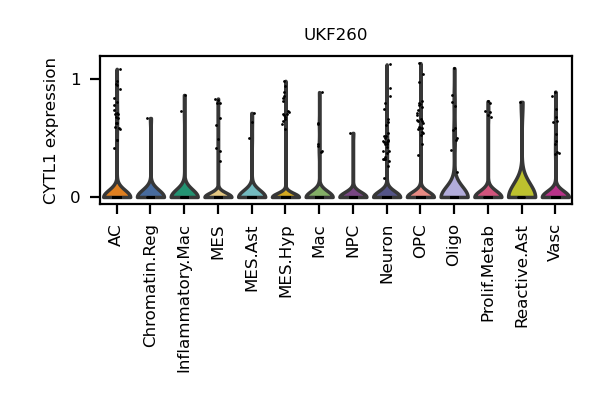 UKF260
CYTL1 expression
1
0
AC
Chromatin.Reg
Inflammatory.Mac
MES
MES.Ast
MES.Hyp
Mac
NPC
Neuron
OPC
Oligo
Prolif.Metab
Reactive.Ast
Vasc